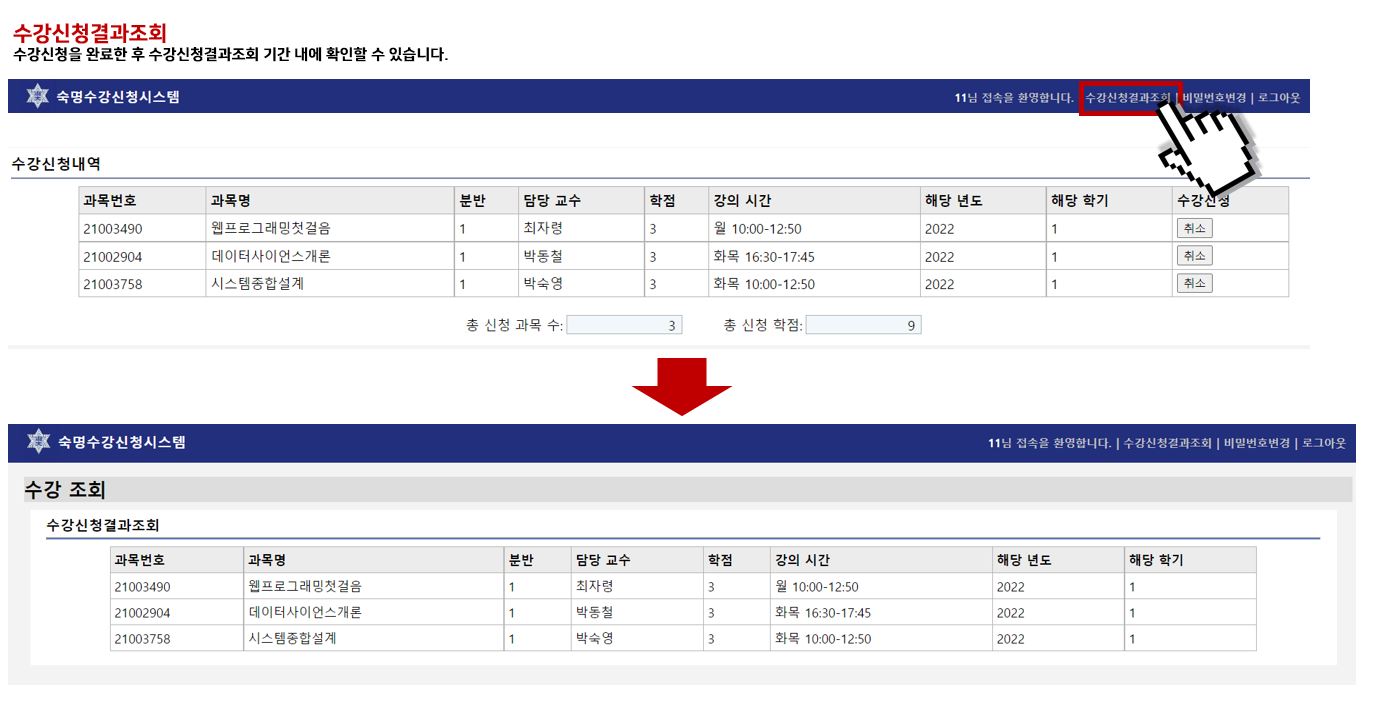 수강신청결과조회
수강신청을 완료한 후 수강신청결과조회 기간 내에 확인할 수 있습니다.
숙명수강신청시스템 11님 접속을 환영합니다. 수강신청결과조회 | 비밀번호변경 | 로그아웃
수강신청내역
과목번호 과목명 분반 담당 교수 학점 강의 시간 해당 년도 해당 학기 수강신청
21003490 웹프로그래밍첫걸음 1 최자령 3 월 10:00-12:50 2022 1 취소
21002904 데이터사이언스개론 1 박동철 3 화목 16:30-17:45 2022 1 취소
21003758 시스템종합설계 1 박숙영 3 화목 10:00-12:50 2022 1 취소
총 신청 과목 수: 3 총 신청 학점: 9
숙명수강신청시스템 11님 접속을 환영합니다. | 수강신청결과조회 | 비밀번호변경 | 로그아웃
수강 조회
수강신청결과조회
과목번호 과목명 분반 담당 교수 학점 강의 시간 해당 년도 해당 학기
21003490 웹프로그래밍첫걸음 1 최자령 3 월 10:00-12:50 2022 1
21002904 데이터사이언스개론 1 박동철 3 화목 16:30-17:45 2022 1
21003758 시스템종합설계 1 박숙영 3 화목 10:00-12:50 2022 1